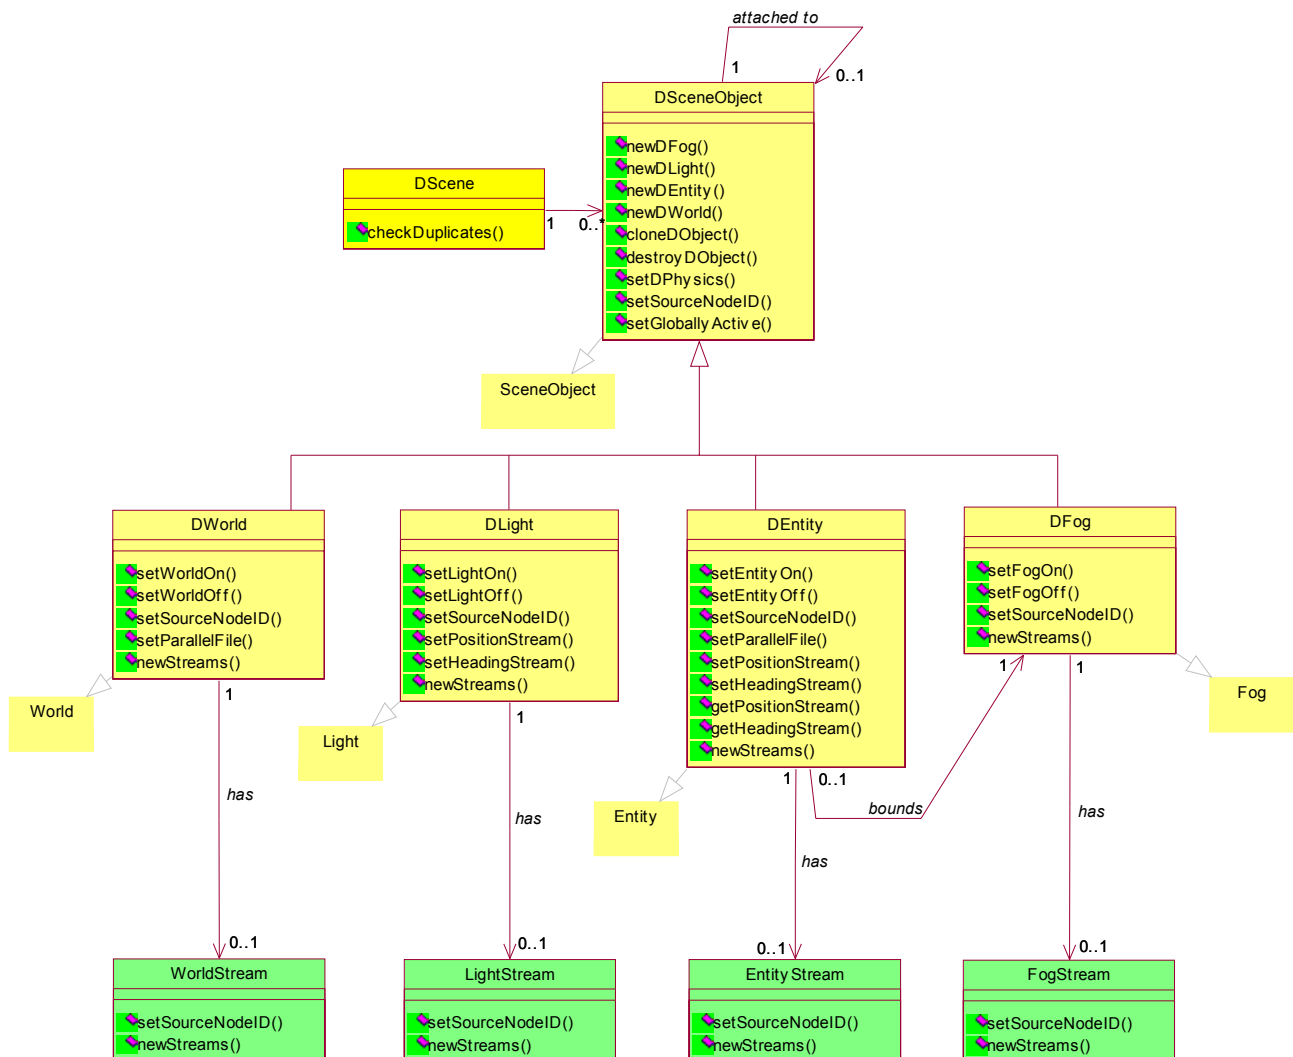 attached to
1
0..1
DSceneObject
newDFog()
newDLight()
newDEntity()
newDWorld()
cloneDObject()
destroyDObject()
setDPhysics()
setSourceNodeID()
setGloballyActive()
DScene
checkDuplicates()
1
0..*
SceneObject
DWorld
setWorldOn()
setWorldOff()
setSourceNodeID()
setParallelFile()
newStreams()
DLight
setLightOn()
setLightOff()
setSourceNodeID()
setPositionStream()
setHeadingStream()
newStreams()
DEntity
setEntityOn()
setEntityOff()
setSourceNodeID()
setParallelFile()
setPositionStream()
setHeadingStream()
getPositionStream()
getHeadingStream()
newStreams()
DFog
setFogOn()
setFogOff()
setSourceNodeID()
newStreams()
World
Light
Entity
Fog
1
1
1
0..1
1
1
has
has
has
bounds
has
0..1
0..1
0..1
0..1
WorldStream
setSourceNodeID()
newStreams()
LightStream
setSourceNodeID()
newStreams()
EntityStream
setSourceNodeID()
newStreams()
FogStream
setSourceNodeID()
newStreams()